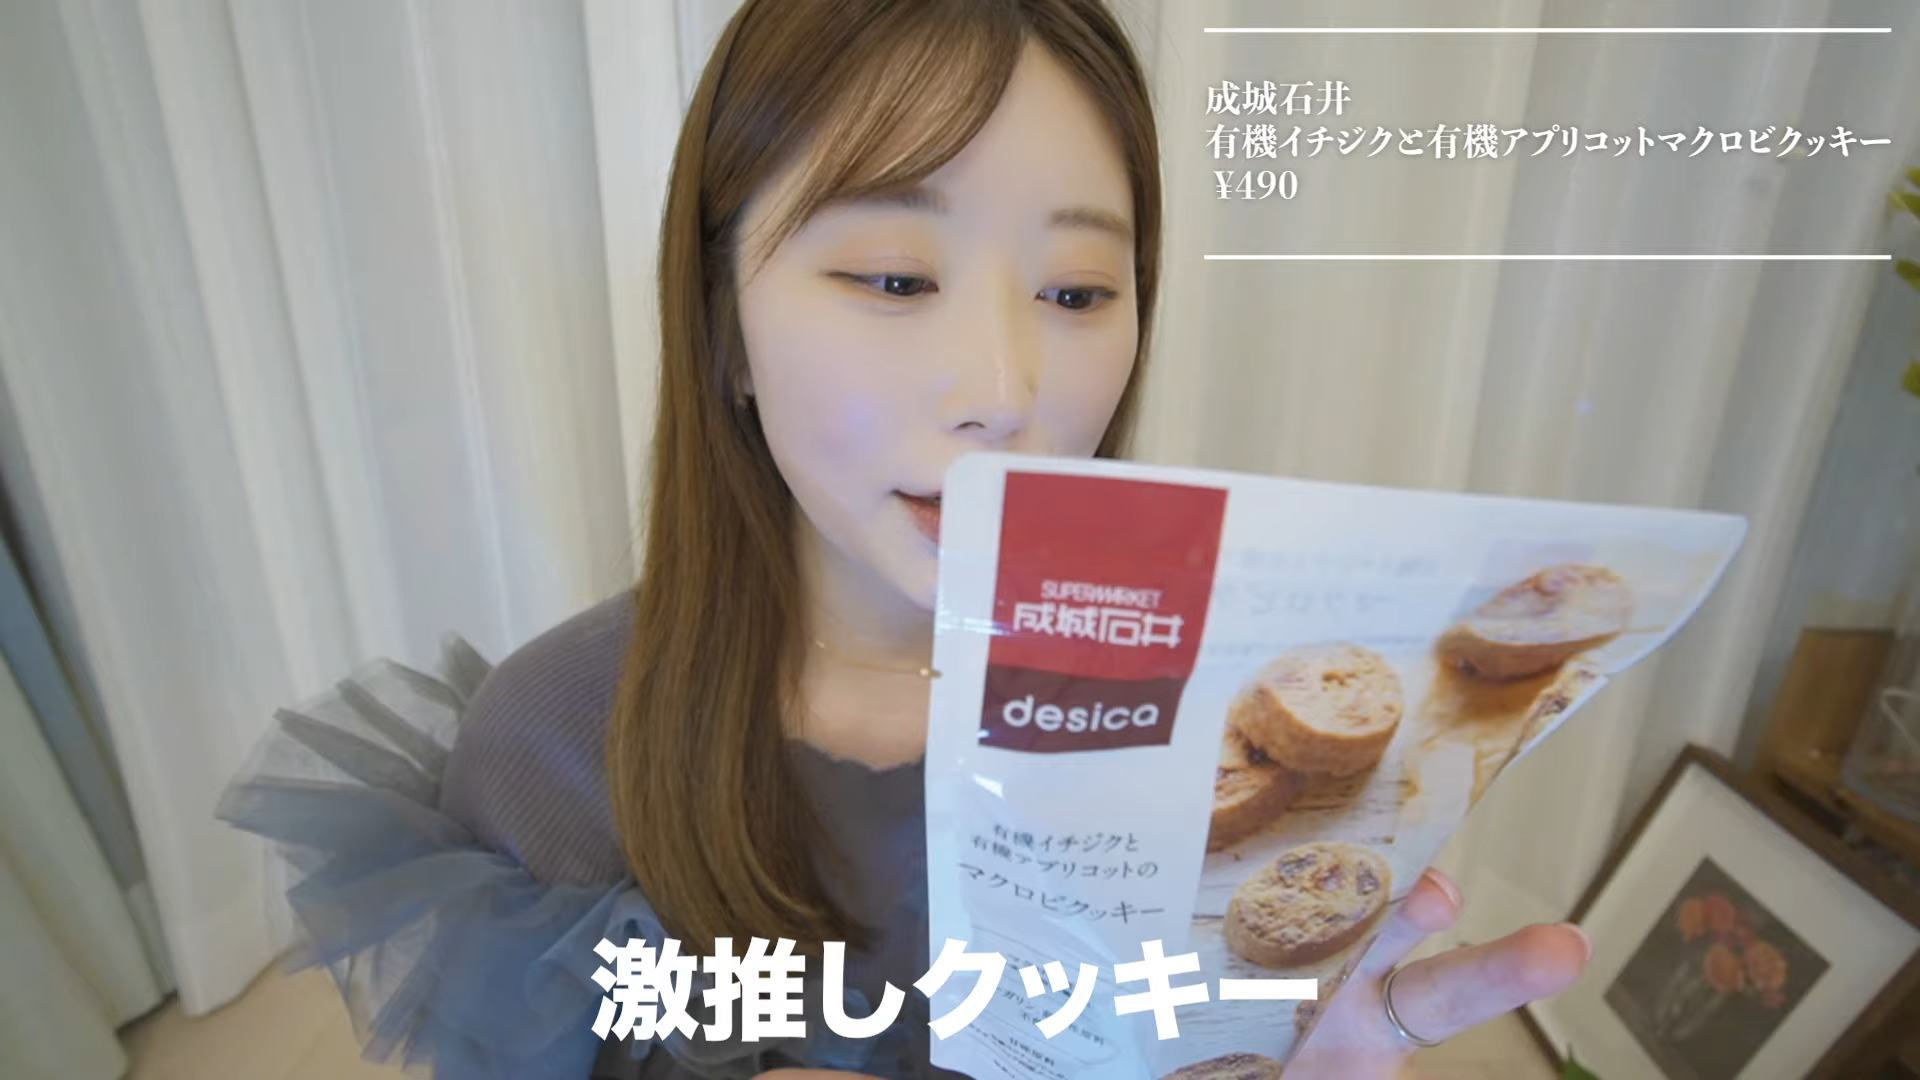 成城石井
有機イチジクと有機アプリコットマクロビクッキー
¥490
SUPERMARKET
成城石井
desica
有機イチジクと
有機アプリコットの
マクロビクッキー
激推しクッキー